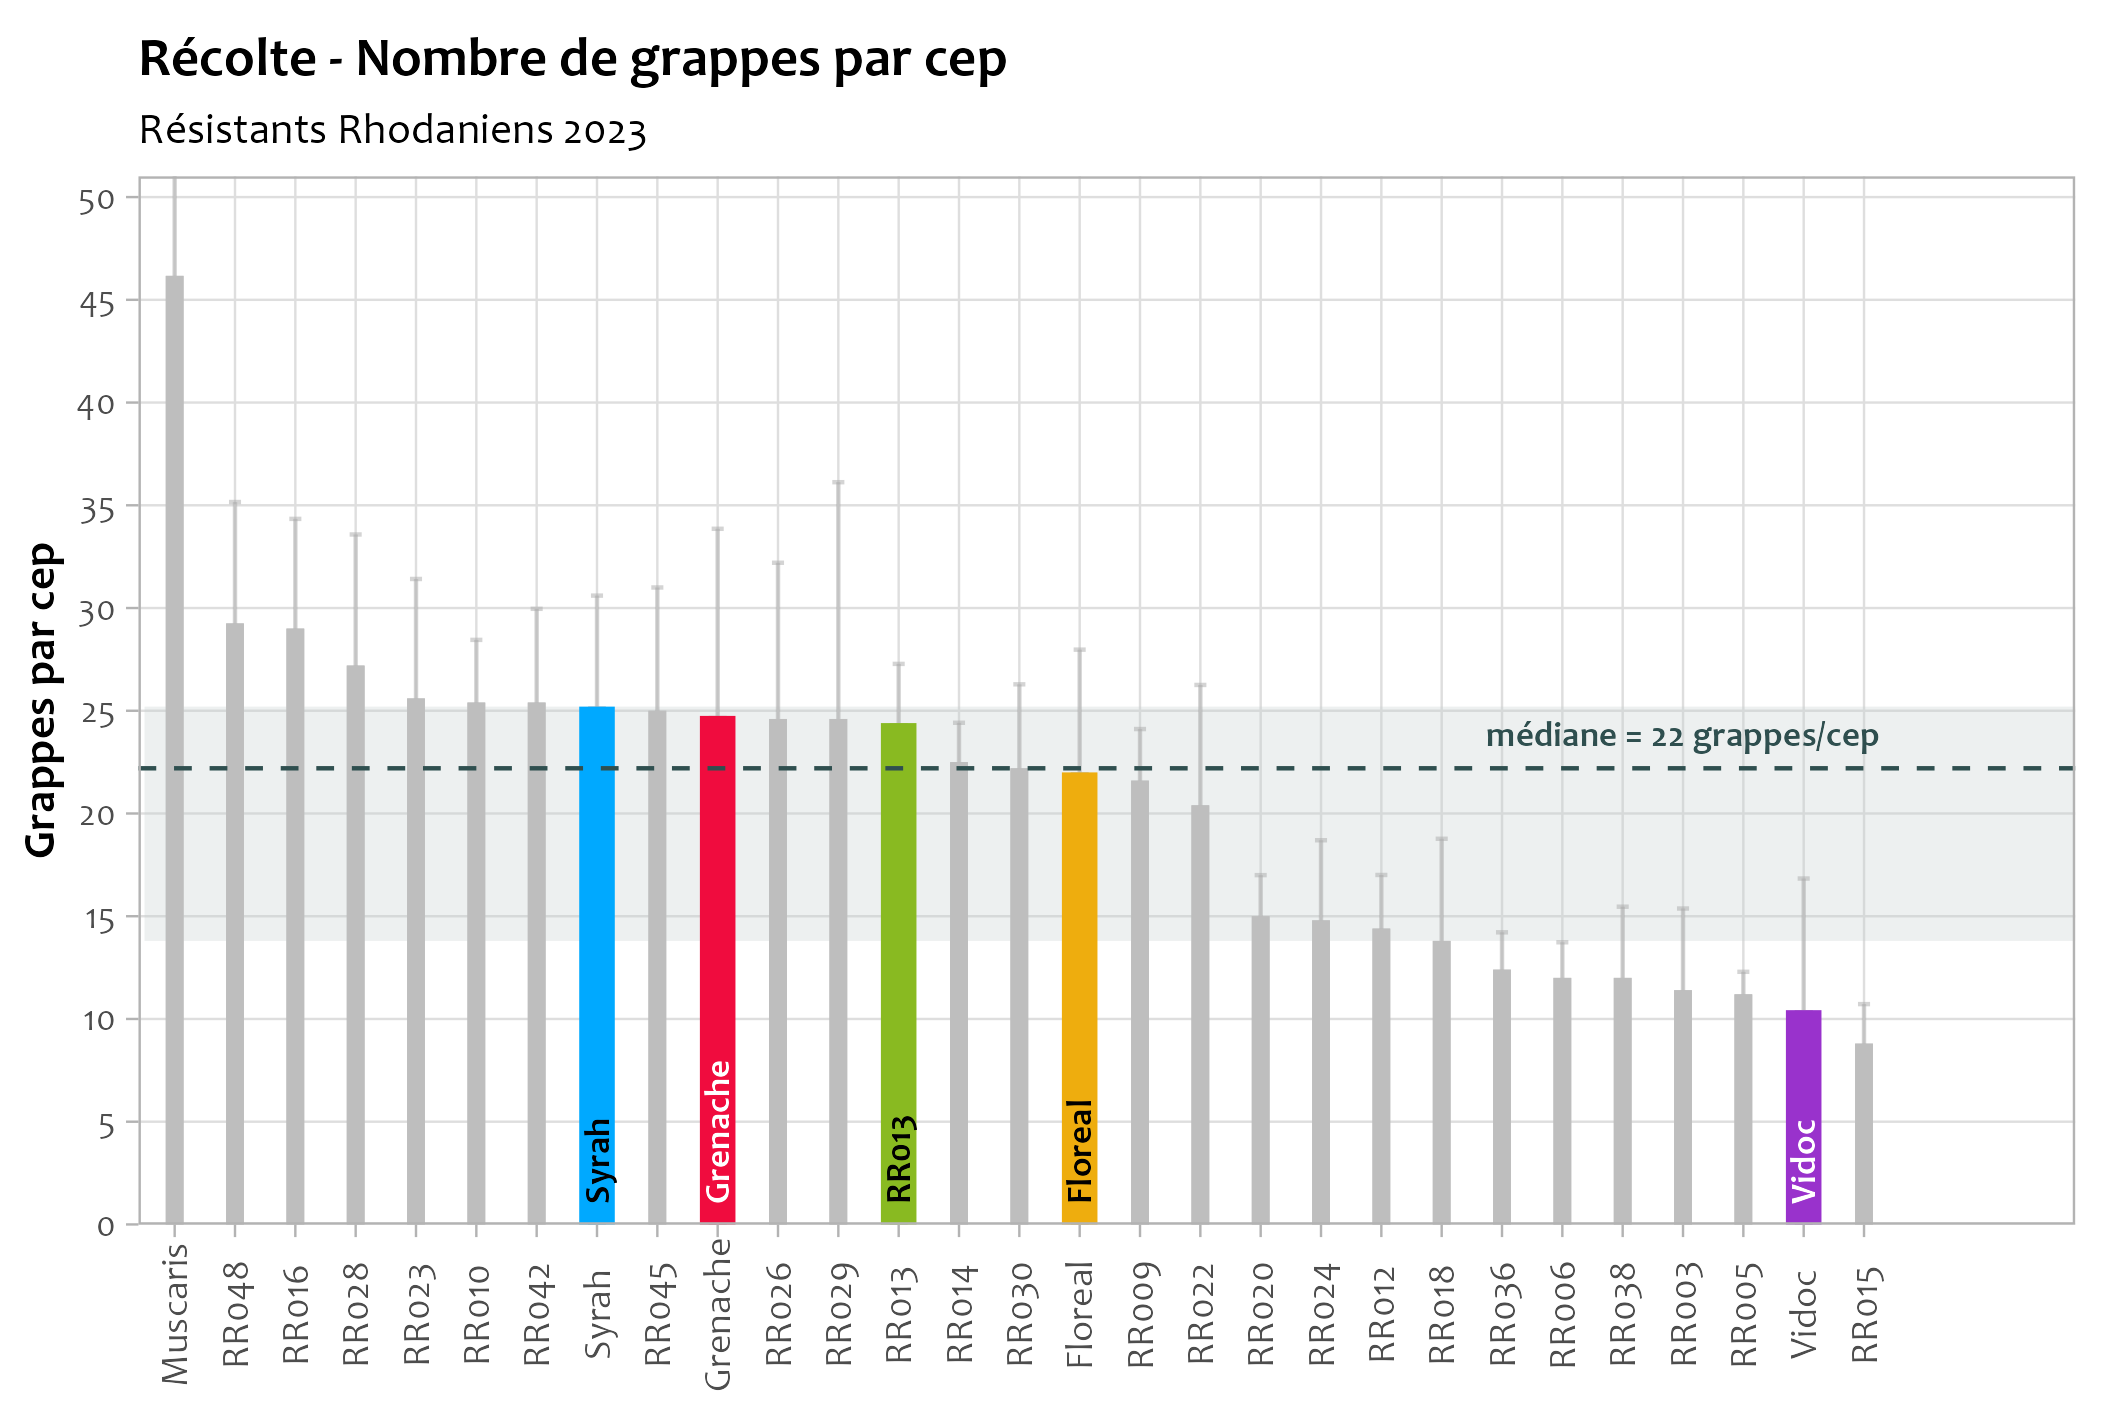 Récolte - Nombre de grappes par cep
Résistants Rhodaniens 2023
Grappes par cep
50
45
40
35
30
25
20
15
10
5
0
médiane = 22 grappes/cep
Syrah
Grenache
RR013
Floreal
Vidoc
Muscaris
RR048
RR016
RR028
RR023
RR010
RR042
Syrah
RR045
Grenache
RR026
RR029
RR013
RR014
RR030
Floreal
RR009
RR022
RR020
RR024
RR012
RR018
RR036
RR006
RR038
RR003
RR005
Vidoc
RR015